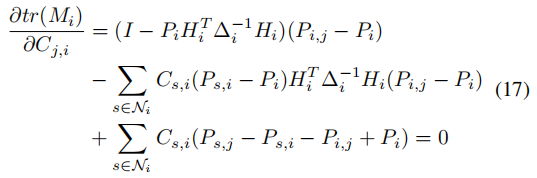 ∂tr(M_i)/∂C_{j,i} = (I − P_i H_i^T Δ_i^{−1} H_i)(P_{i,j} − P_i)
− ∑_{s∈𝒩_i} C_{s,i}(P_{s,i} − P_i)H_i^T Δ_i^{−1} H_i(P_{i,j} − P_i) (17)
+ ∑_{s∈𝒩_i} C_{s,i}(P_{s,j} − P_{s,i} − P_{i,j} + P_i) = 0